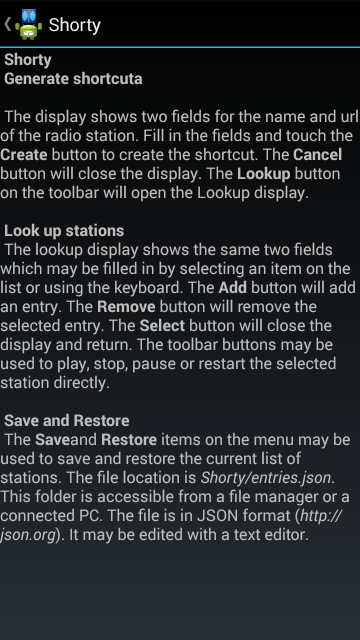 Shorty
Shorty
Generate shortcuta
The display shows two fields for the name and url
of the radio station. Fill in the fields and touch the
Create button to create the shortcut. The Cancel
button will close the display. The Lookup button
on the toolbar will open the Lookup display.
Look up stations
The lookup display shows the same two fields
which may be filled in by selecting an item on the
list or using the keyboard. The Add button will add
an entry. The Remove button will remove the
selected entry. The Select button will close the
display and return. The toolbar buttons may be
used to play, stop, pause or restart the selected
station directly.
Save and Restore
The Saveand Restore items on the menu may be
used to save and restore the current list of
stations. The file location is Shorty/entries.json.
This folder is accessible from a file manager or a
connected PC. The file is in JSON format (http://
json.org). It may be edited with a text editor.